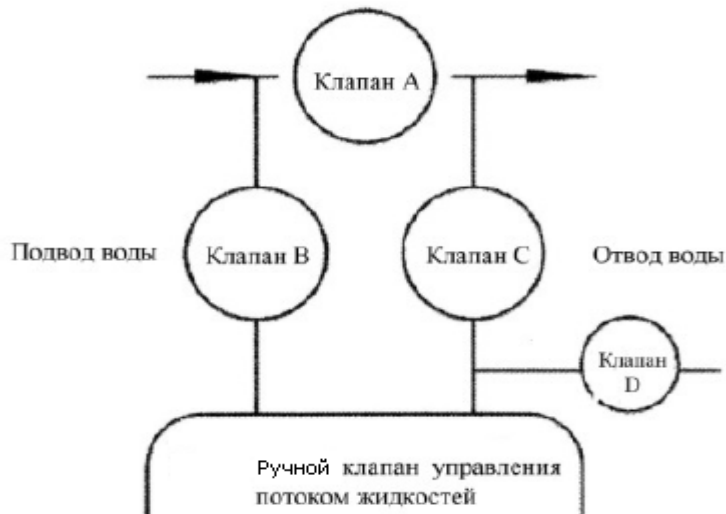 Клапан А
Подвод воды
Клапан В
Клапан С
Отвод воды
Клапан
D
Ручной клапан управления
потоком жидкостей